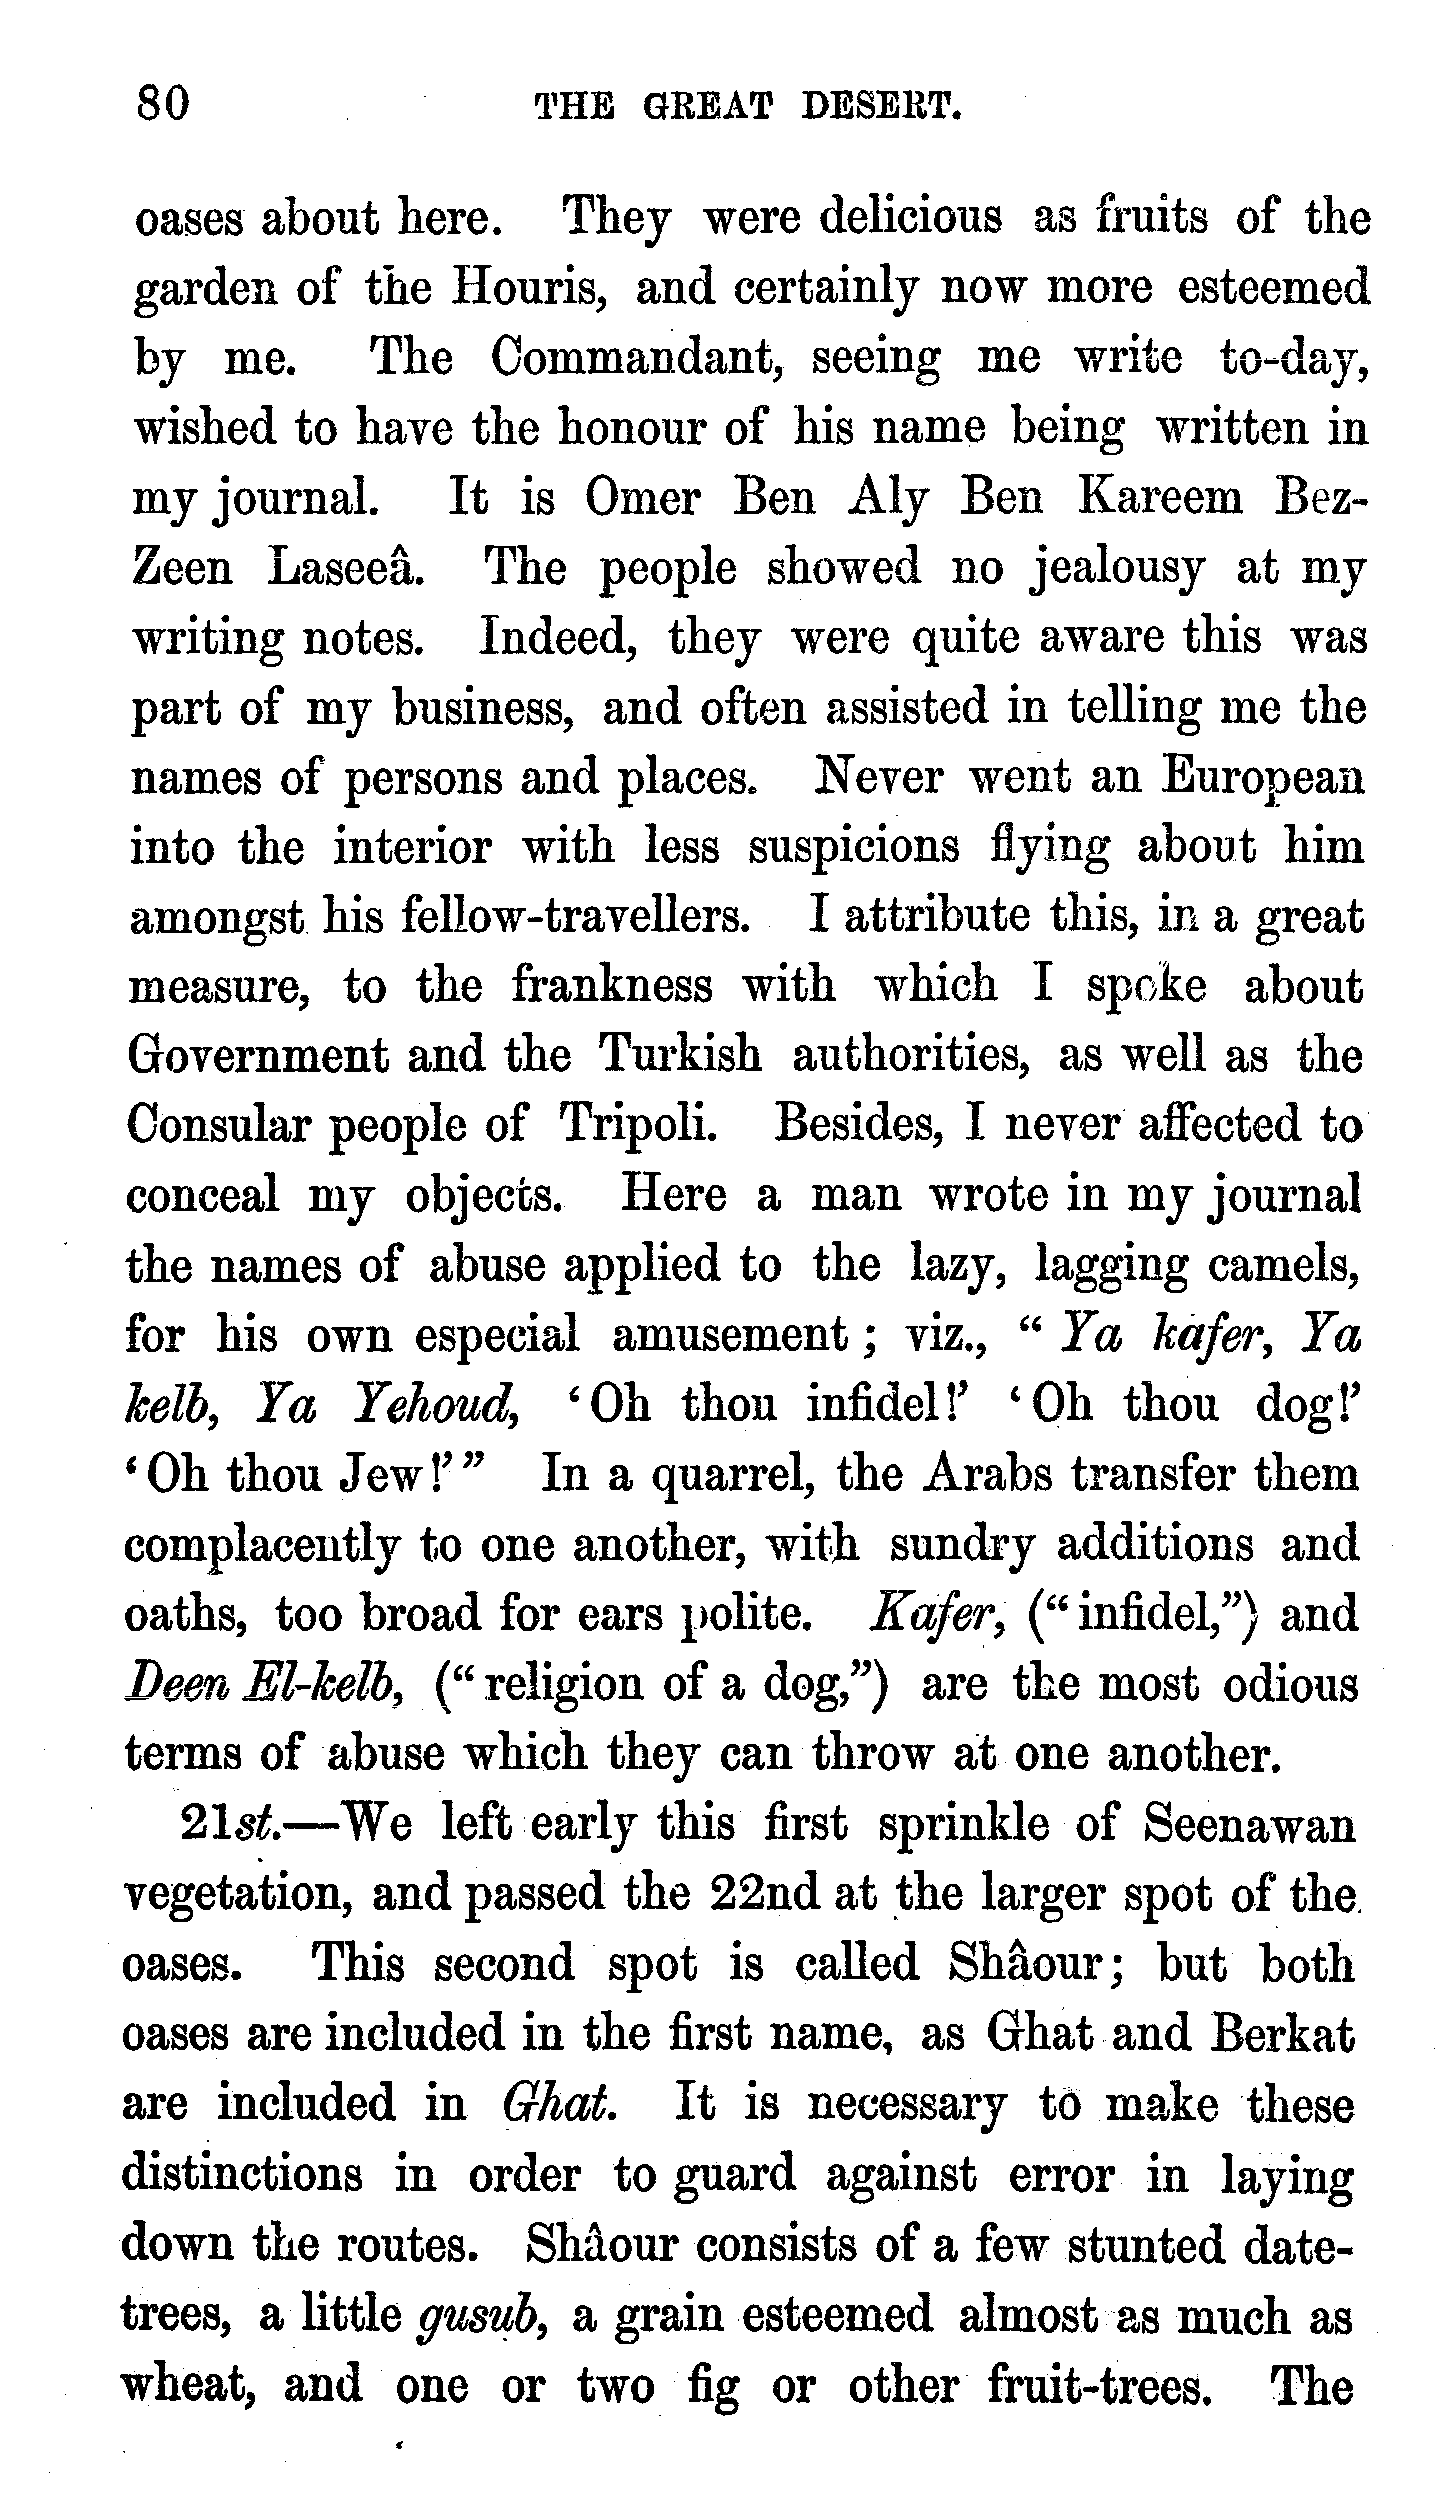 80 THE GREAT DESERT.
oases about here. They were delicious as fruits of the
garden of the Houris, and certainly now more esteemed
by me. The Commandant, seeing me write to-day,
wished to have the honour of his name being written in
my journal. It is Omer Ben Aly Ben Kareem Bez-
Zeen Laseeâ. The people showed no jealousy at my
writing notes. Indeed, they were quite aware this was
part of my business, and often assisted in telling me the
names of persons and places. Never went an European
into the interior with less suspicions flying about him
amongst his fellow-travellers. I attribute this, in a great
measure, to the frankness with which I spoke about
Government and the Turkish authorities, as well as the
Consular people of Tripoli. Besides, I never affected to
conceal my objects. Here a man wrote in my journal
the names of abuse applied to the lazy, lagging camels,
for his own especial amusement; viz., “Ya kafer, Ya
kelb, Ya Yehoud, ‘Oh thou infidel!’ ‘Oh thou dog!’
‘Oh thou Jew!’” In a quarrel, the Arabs transfer them
complacently to one another, with sundry additions and
oaths, too broad for ears polite. Kafer, (“infidel,”) and
Deen El-kelb, (“religion of a dog,”) are the most odious
terms of abuse which they can throw at one another.
21st.—We left early this first sprinkle of Seenawan
vegetation, and passed the 22nd at the larger spot of the
oases. This second spot is called Shâour; but both
oases are included in the first name, as Ghat and Berkat
are included in Ghat. It is necessary to make these
distinctions in order to guard against error in laying
down the routes. Shâour consists of a few stunted date-
trees, a little gusub, a grain esteemed almost as much as
wheat, and one or two fig or other fruit-trees. The